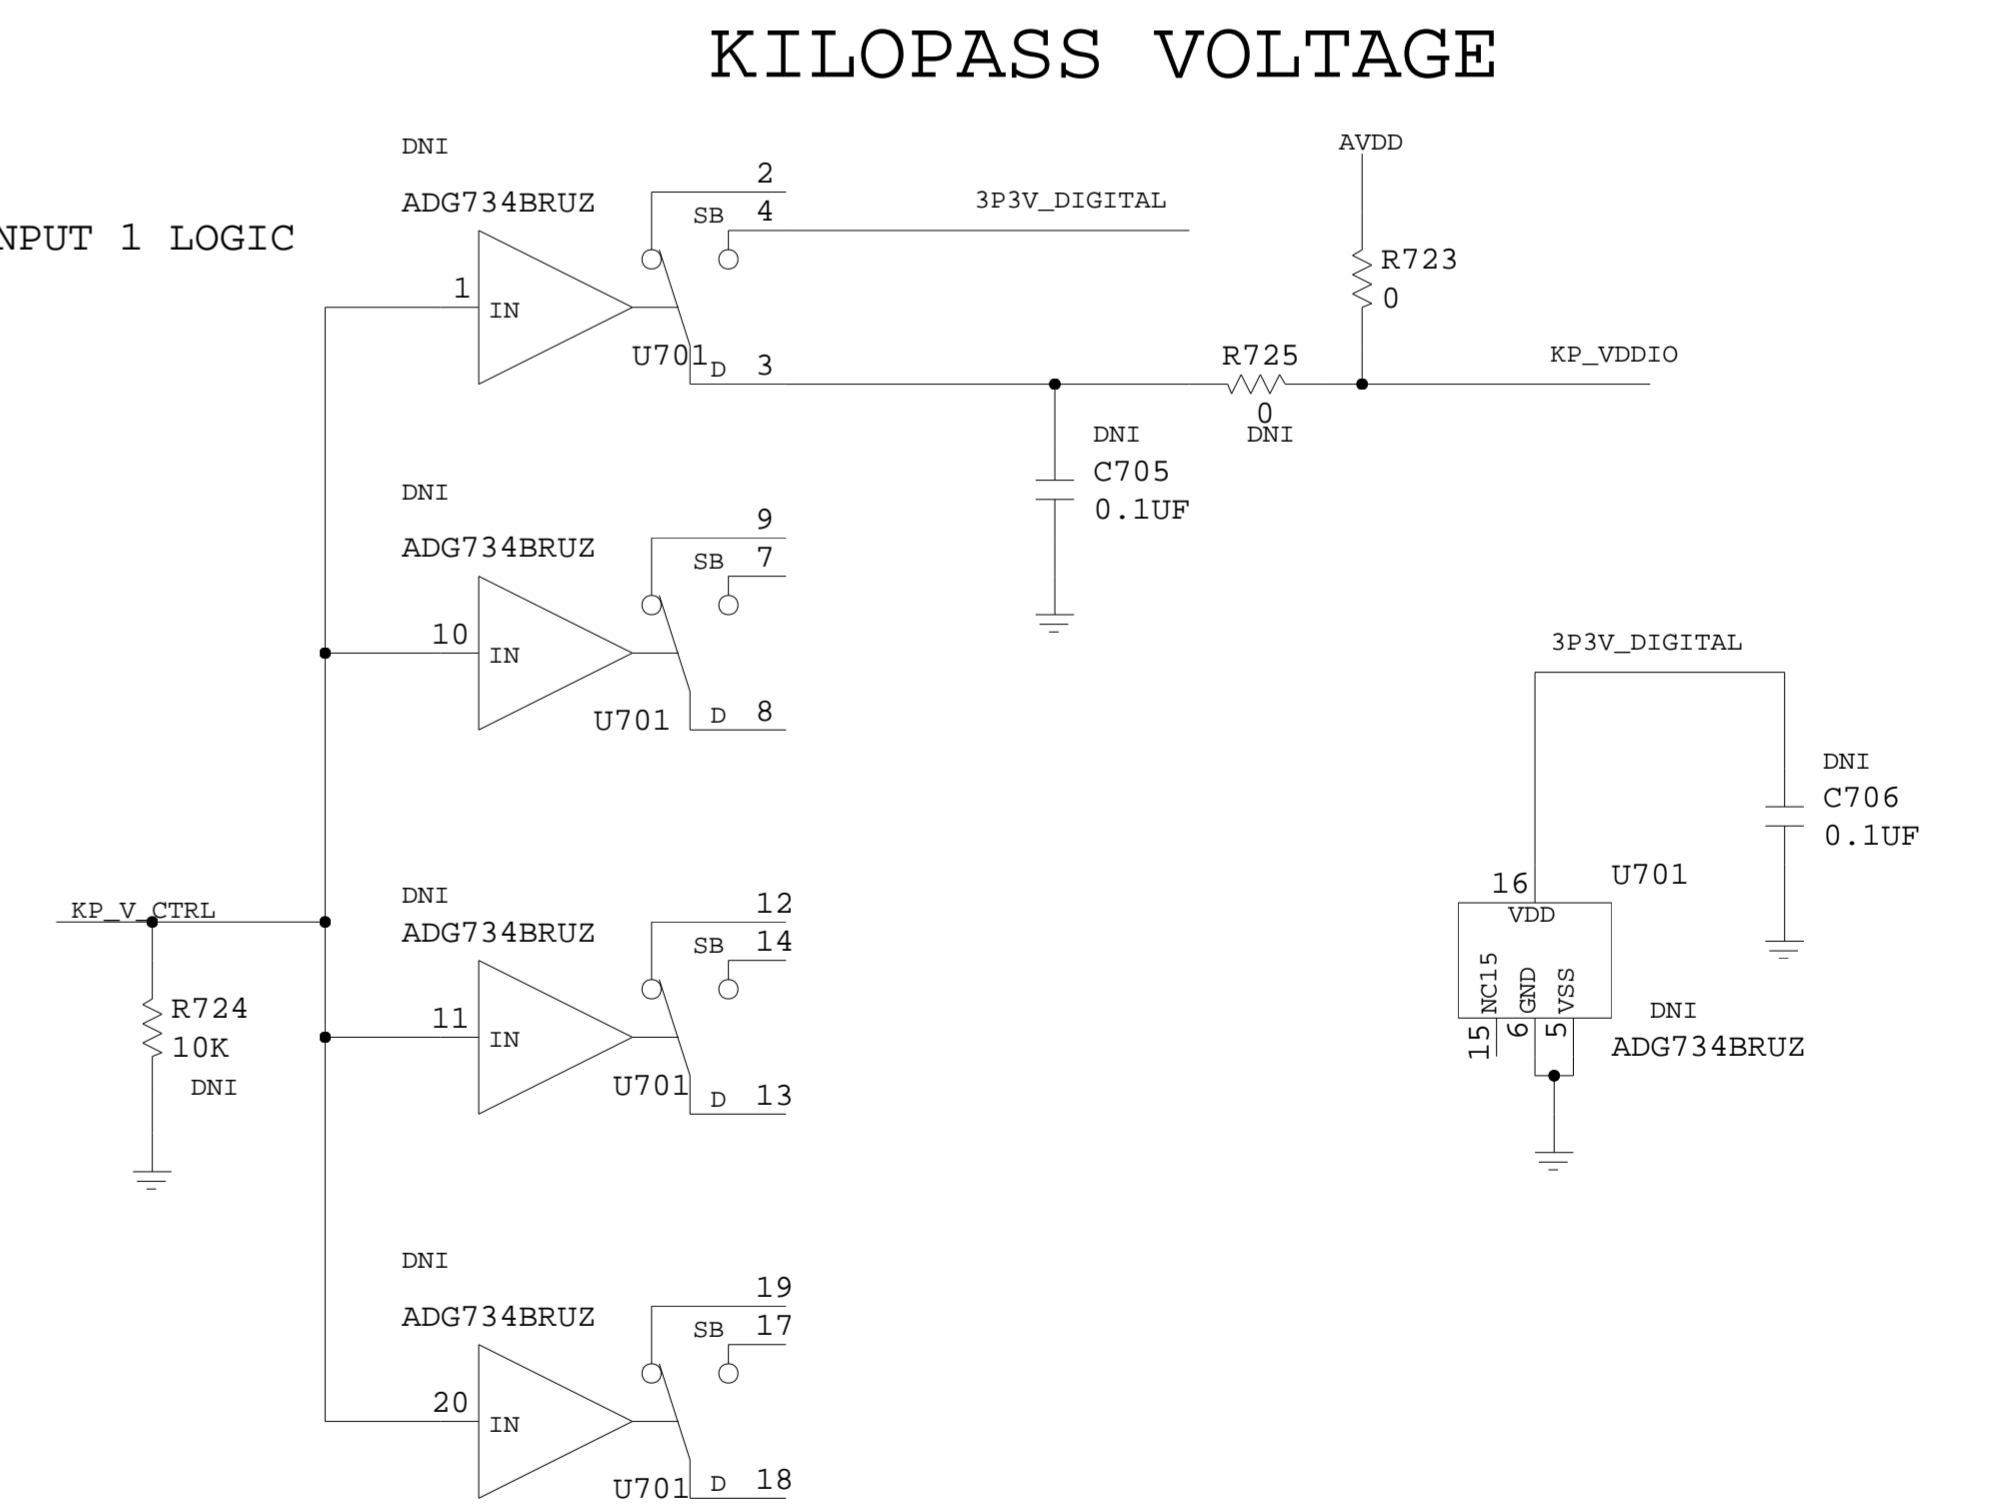 KILOPASS VOLTAGE
NPUT 1 LOGIC
DNI
ADG734BRUZ
1
IN
U701
2
SB
4
D
3
3P3V_DIGITAL
AVDD
R723
0
R725
0
DNI
KP_VDDIO
DNI
C705
0.1UF
DNI
ADG734BRUZ
10
IN
U701
9
SB
7
D
8
KP_V_CTRL
R724
10K
DNI
DNI
ADG734BRUZ
11
IN
U701
12
SB
14
D
13
DNI
ADG734BRUZ
20
IN
U701
19
SB
17
D
18
3P3V_DIGITAL
DNI
C706
0.1UF
16
U701
VDD
NC15
GND
VSS
15
6
5
DNI
ADG734BRUZ